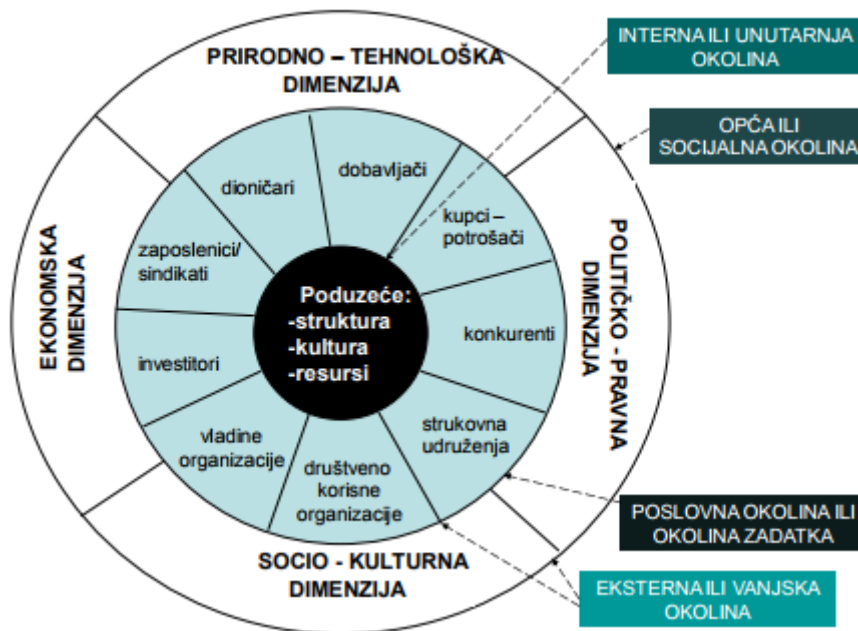 PRIRODNO – TEHNOLOŠKA
DIMENZIJA
INTERNA ILI UNUTARNJA
OKOLINA
OPĆA ILI
SOCIJALNA OKOLINA
dobavljači
dioničari
kupci –
potrošači
zaposlenici/
sindikati
EKONOMSKA
DIMENZIJA
POLITIČKO - PRAVNA
DIMENZIJA
Poduzeće:
-struktura
-kultura
-resursi
konkurenti
investitori
strukovna
udruženja
vladine
organizacije
društveno
korisne
organizacije
POSLOVNA OKOLINA ILI
OKOLINA ZADATKA
SOCIO - KULTURNA
DIMENZIJA
EKSTERNA ILI VANJSKA
OKOLINA